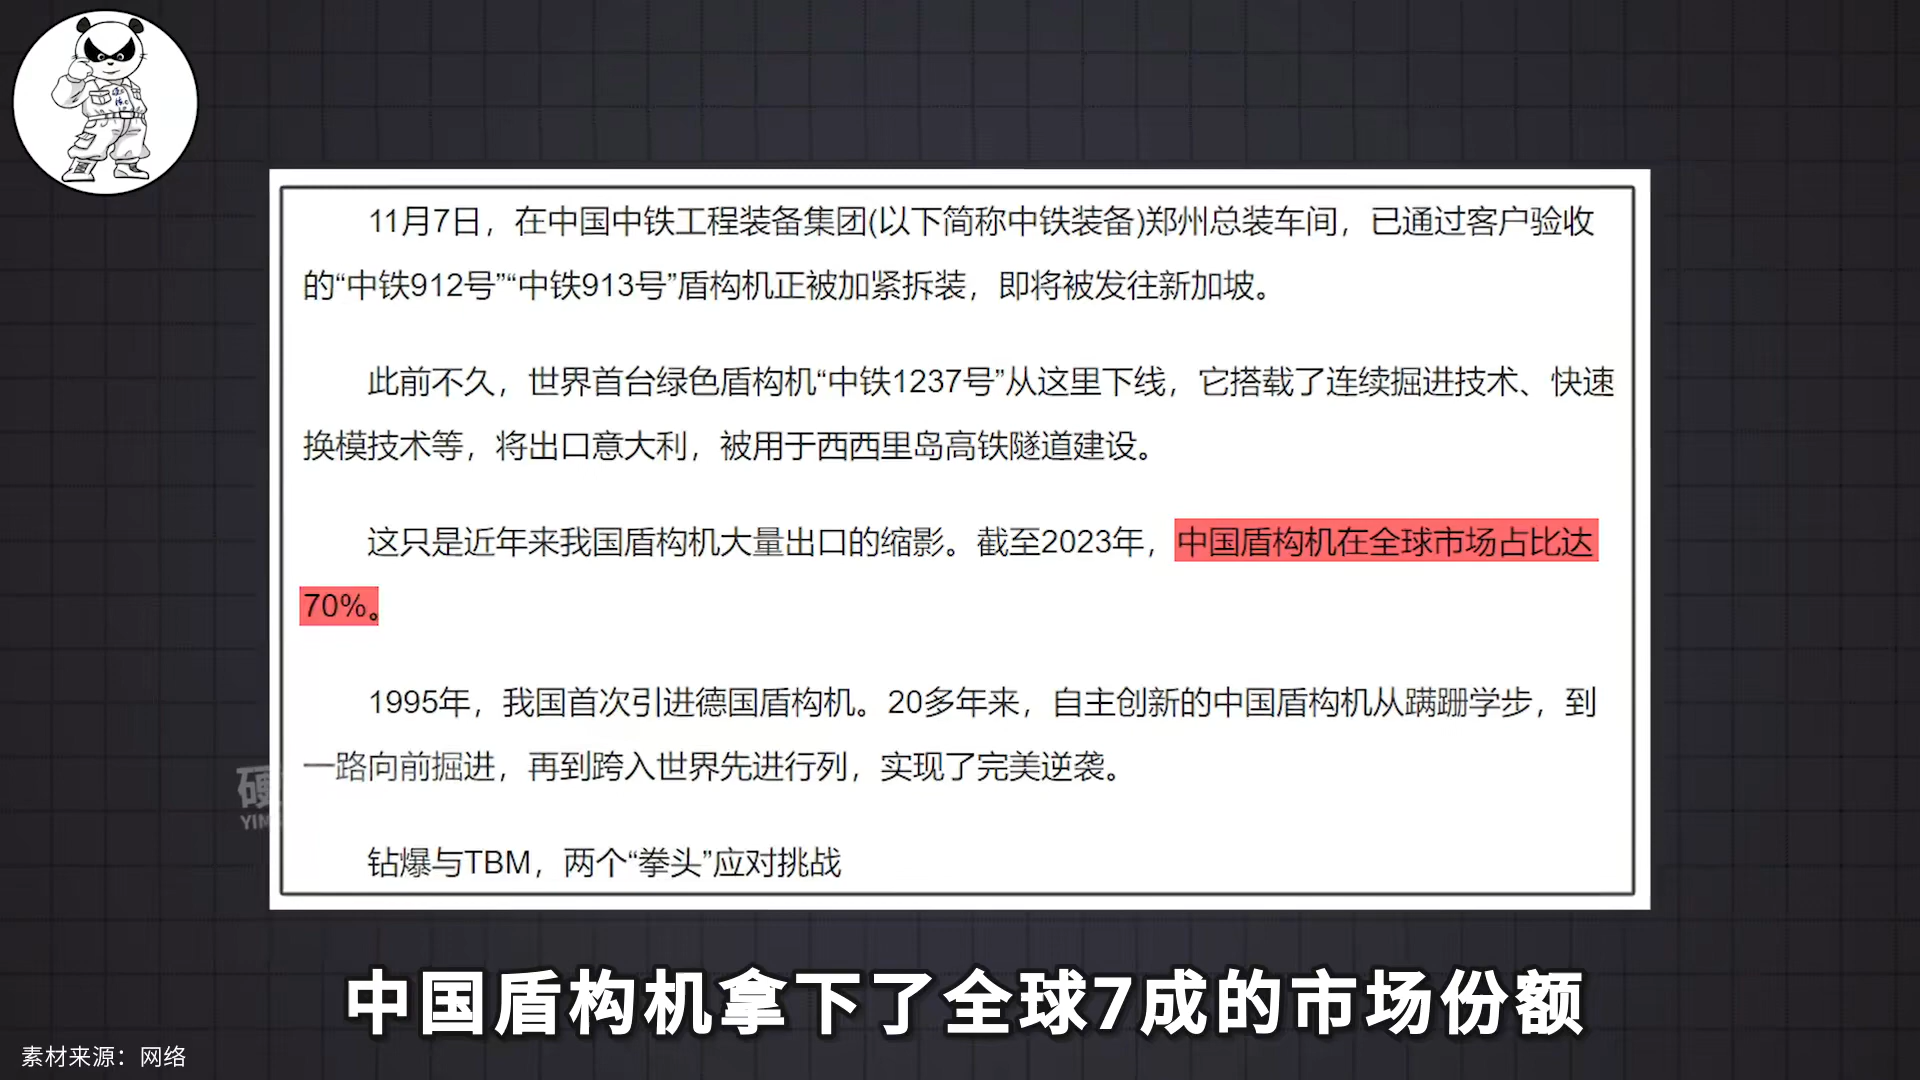 11月7日，在中国中铁工程装备集团(以下简称中铁装备)郑州总装车间，已通过客户验收
的“中铁912号”“中铁913号”盾构机正被加紧拆装，即将被发往新加坡。
此前不久，世界首台绿色盾构机“中铁1237号”从这里下线，它搭载了连续掘进技术、快速
换模技术等，将出口意大利，被用于西西里岛高铁隧道建设。
这只是近年来我国盾构机大量出口的缩影。截至2023年，中国盾构机在全球市场占比达
70%。
1995年，我国首次引进德国盾构机。20多年来，自主创新的中国盾构机从蹒跚学步，到
一路向前掘进，再到跨入世界先进行列，实现了完美逆袭。
硬
YIN
钻爆与TBM，两个“拳头”应对挑战
中国盾构机拿下了全球7成的市场份额
素材来源：网络